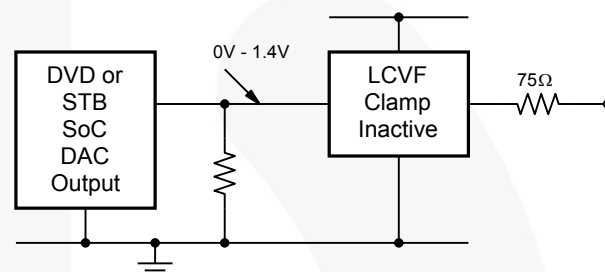 0V - 1.4V
DVD or
STB
SoC
DAC
Output
LCVF
Clamp
Inactive
75Ω